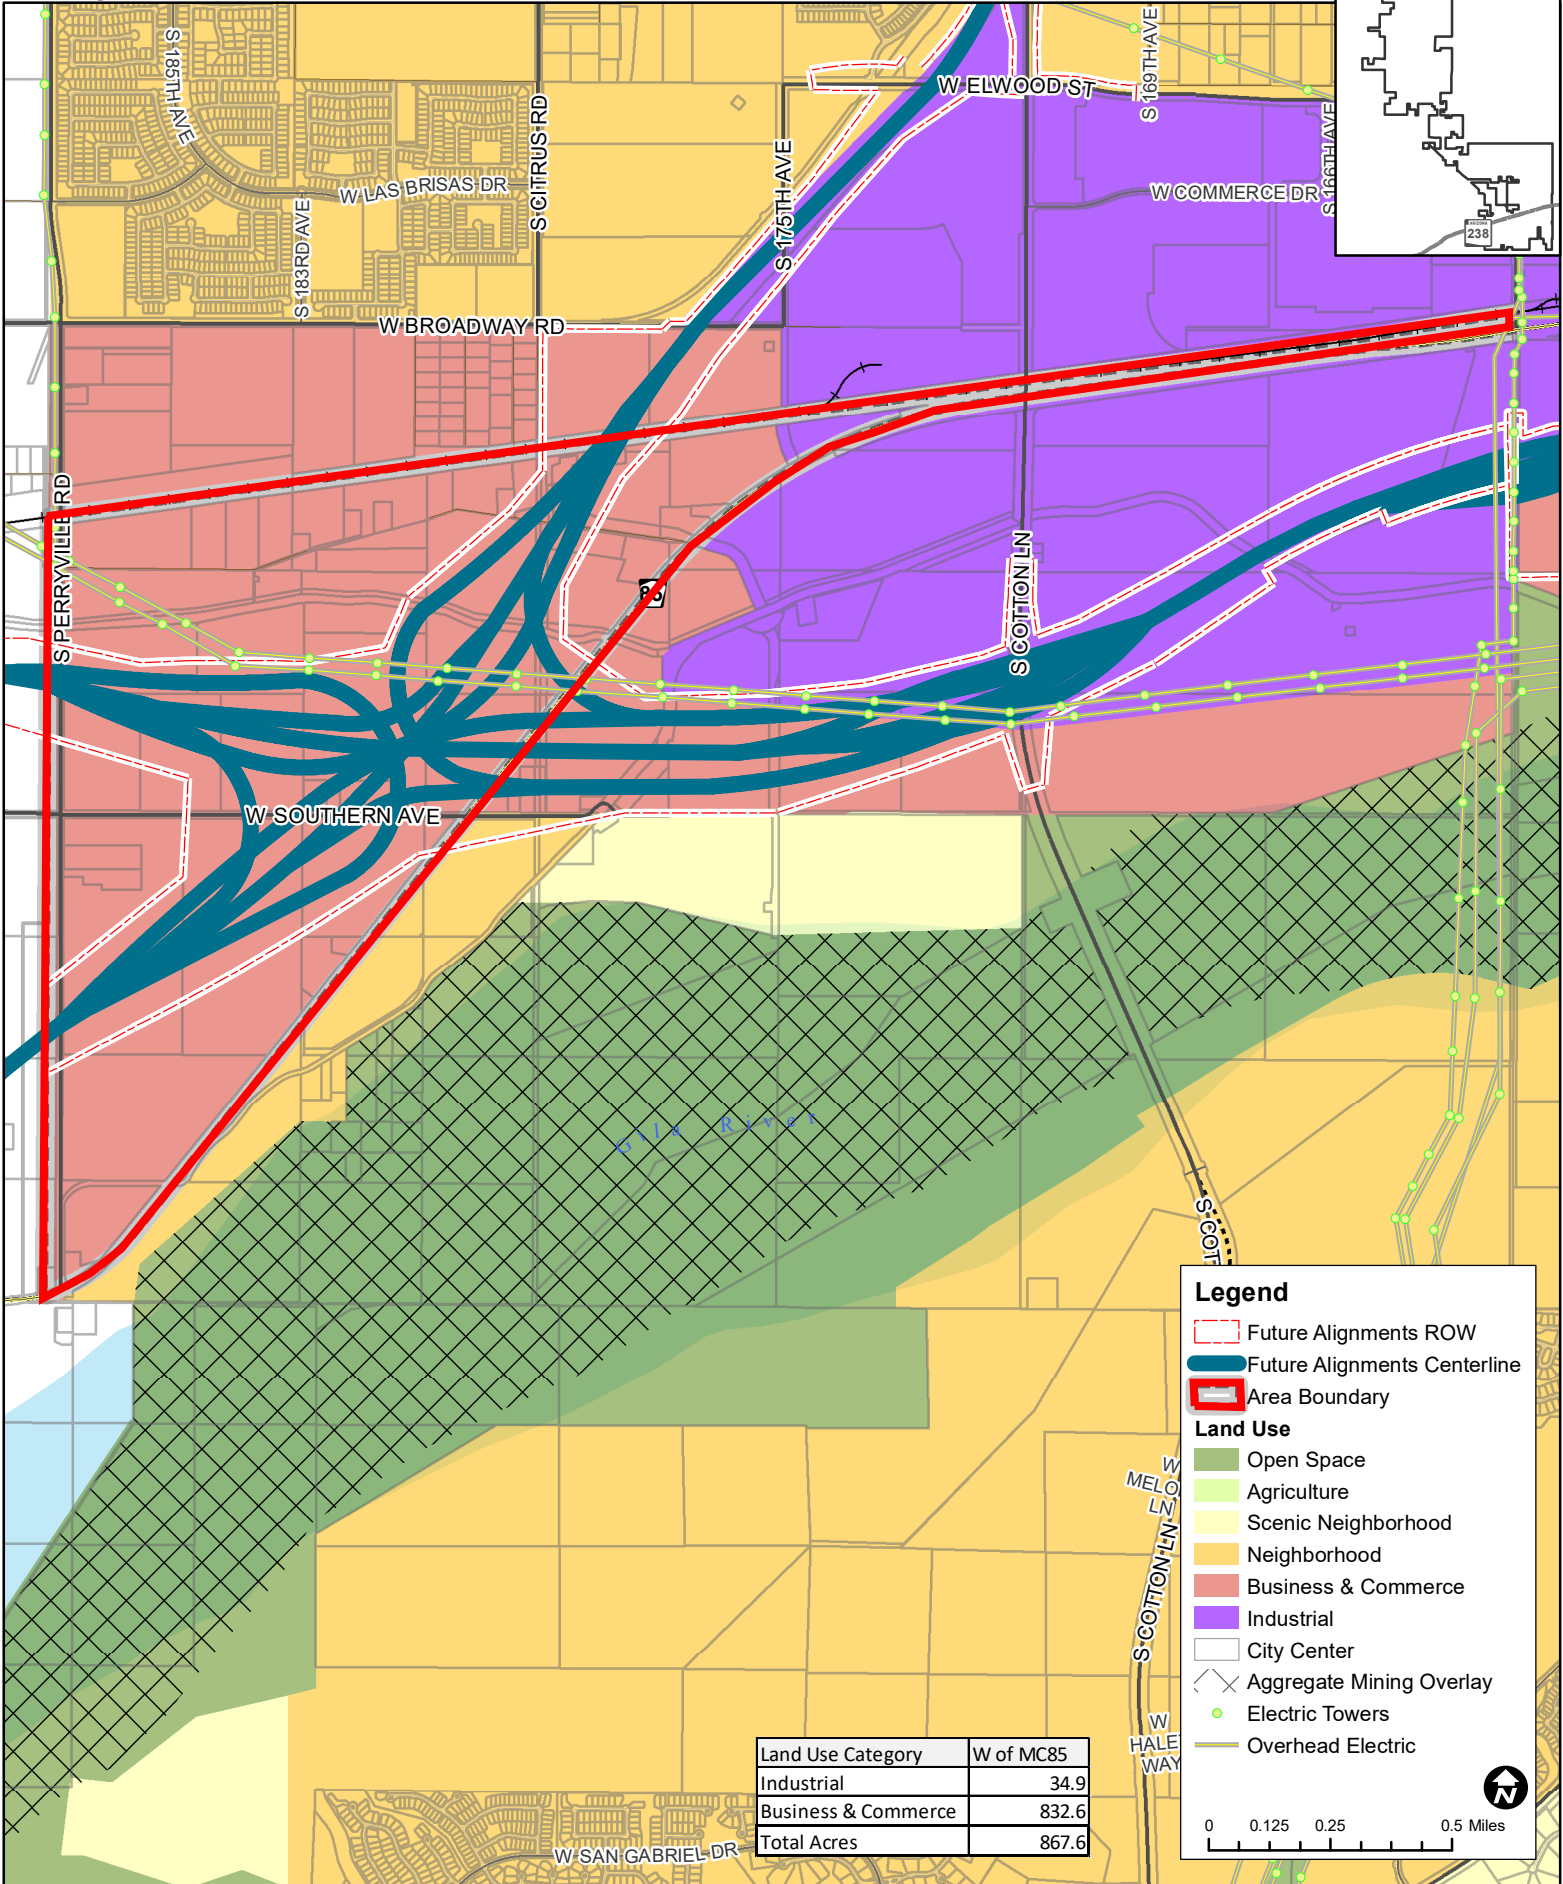 S 185TH AVE
S CITRUS RD
W LAS BRISAS DR
S 183RD AVE
S 175TH AVE
W ELWOOD ST
S 169TH AVE
S 166TH AVE
W COMMERCE DR
ARIZONA
238
W BROADWAY RD
S PERRYVILLE RD
S COTTON LN
W SOUTHERN AVE
Gila River
S COT
W
MELO
LN
S COTTON LN
W
HALE
WAY
W SAN GABRIEL DR
Land Use Category W of MC85
Industrial 34.9
Business & Commerce 832.6
Total Acres 867.6
Legend
Future Alignments ROW
Future Alignments Centerline
Area Boundary
Land Use
Open Space
Agriculture
Scenic Neighborhood
Neighborhood
Business & Commerce
Industrial
City Center
Aggregate Mining Overlay
Electric Towers
Overhead Electric
N
0 0.125 0.25 0.5 Miles